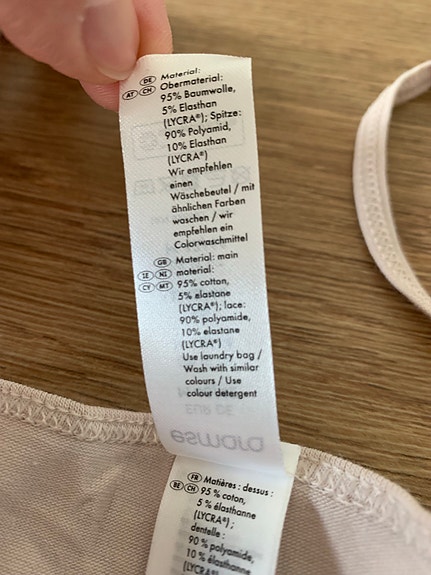 DE Material:
AT CH Obermaterial:
95% Baumwolle,
5% Elasthan
(LYCRA®); Spitze:
90% Polyamid,
10% Elasthan
(LYCRA®)
Wir empfehlen
einen
Wäschebeutel / mit
ähnlichen Farben
waschen / wir
empfehlen ein
Colorwaschmittel
GB Material: main
IE NI material:
CY MT 95% cotton,
5% elastane
(LYCRA®); lace:
90% polyamide,
10% elastane
(LYCRA®)
Use laundry bag /
Wash with similar
colours / Use
colour detergent
EUR DE
esmara
FR Matières : dessus :
BE CH 95 % coton,
5 % élasthanne
(LYCRA®) ;
dentelle :
90 % polyamide,
10 % élasthanne
(LYCRA®)